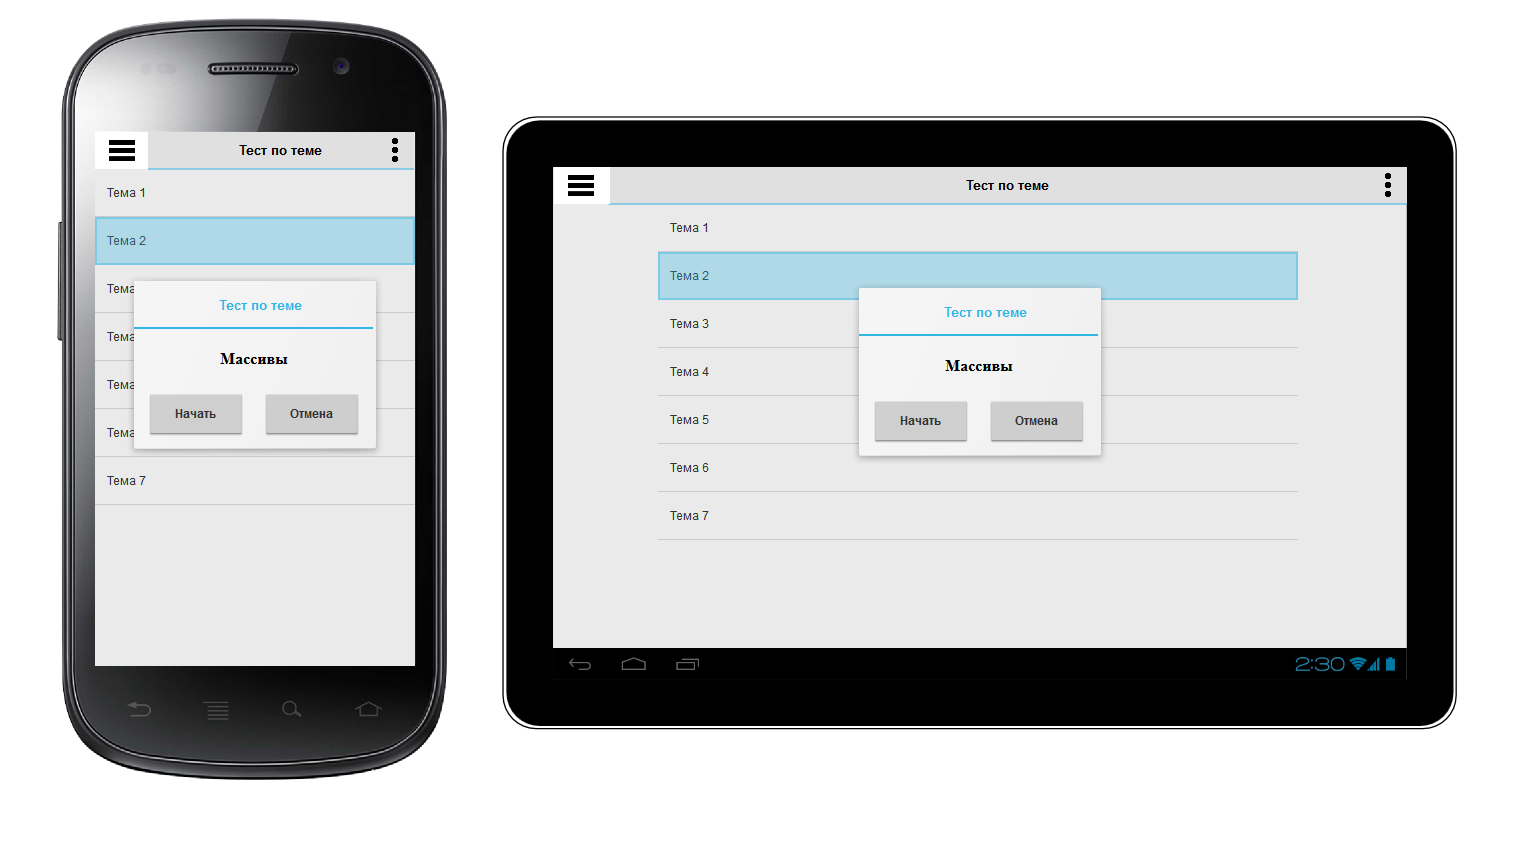 Тест по теме
Тема 1
Тема 2
Тема
Тема
Тема
Тема
Тема 7
Тест по теме
Массивы
Начать Отмена
Тест по теме
Тема 1
Тема 2
Тема 3
Тема 4
Тема 5
Тема 6
Тема 7
Тест по теме
Массивы
Начать Отмена
2:30